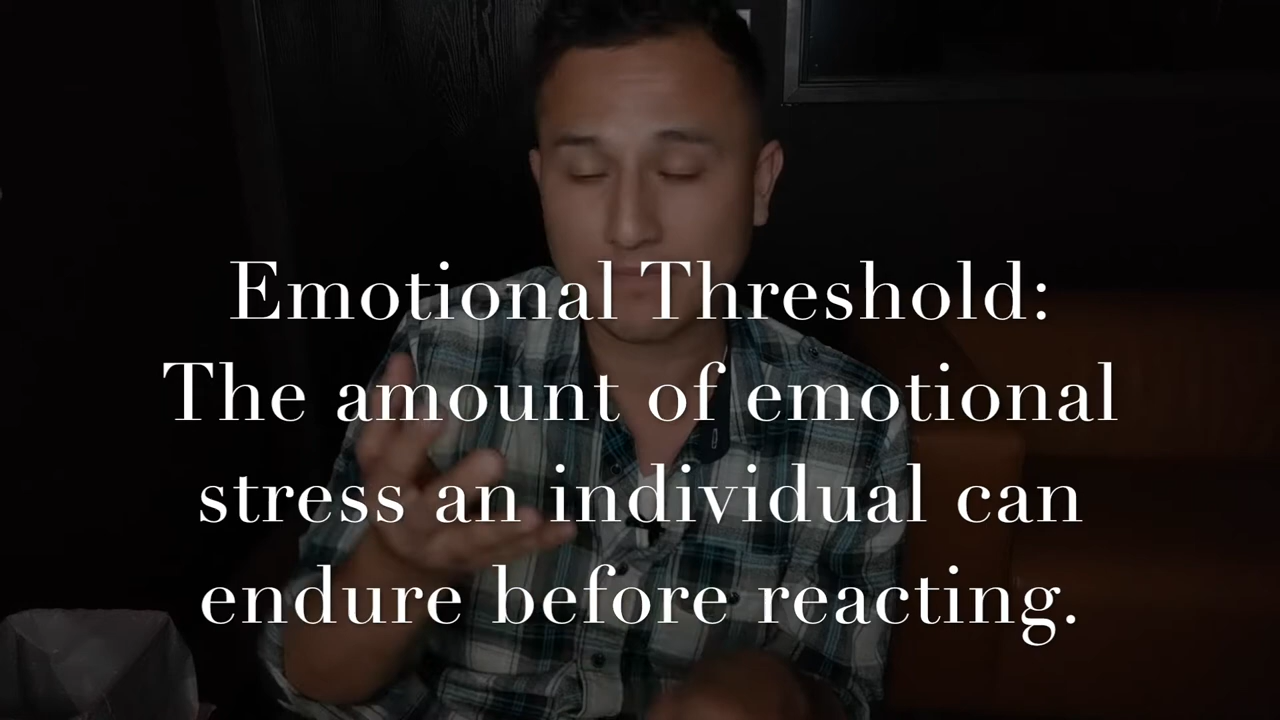 Emotional Threshold:
The amount of emotional
stress an individual can
endure before reacting.